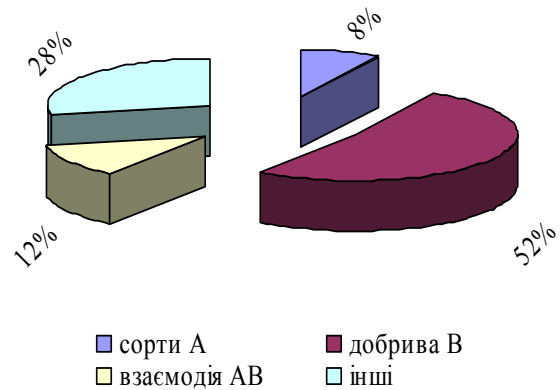 28%
8%
12%
52%
сорти А
добрива В
взаємодія АВ
інші